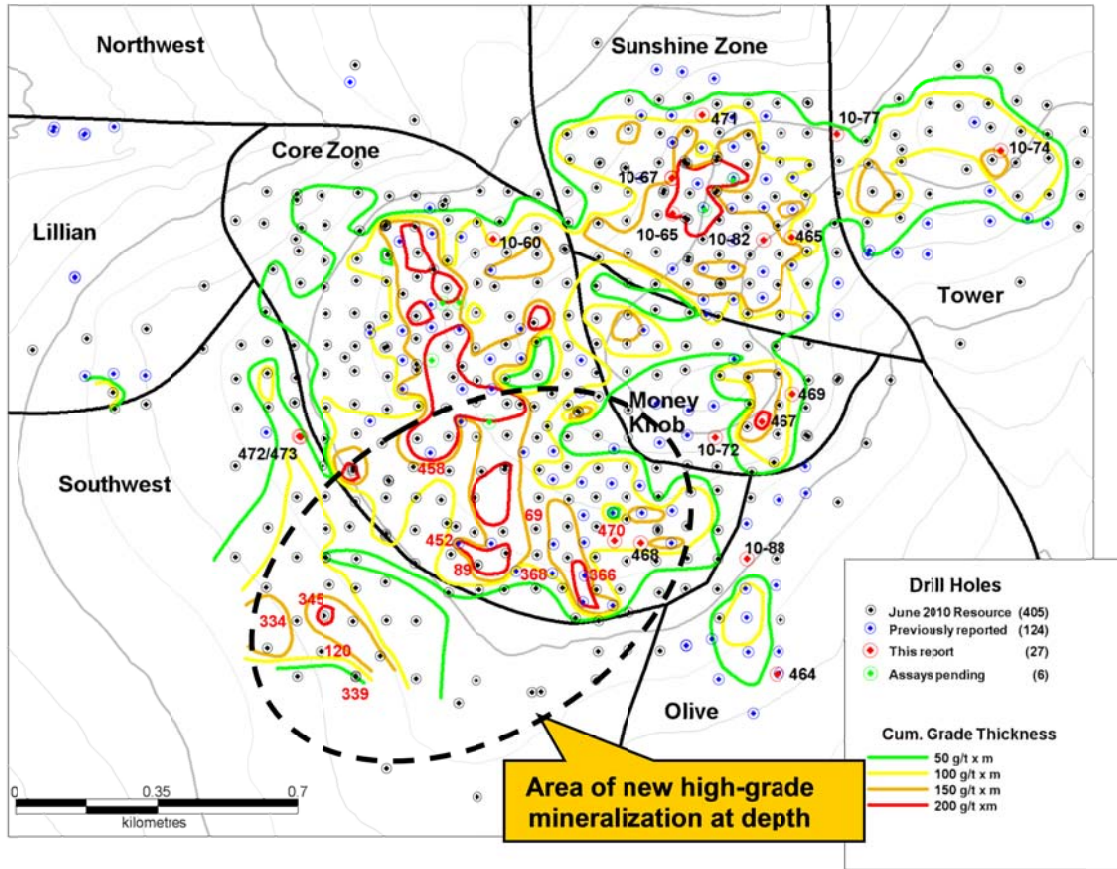 Northwest
Sunshine Zone
471
10-77
Core Zone
10-74
10-67
Lillian
10-65
10-82
465
10-60
Tower
Money
Knob
469
467
10-72
472/473
458
Southwest
69
470
452
468
10-88
89
368
366
345
334
120
464
339
Olive
Drill Holes
June 2010 Resource (405)
Previously reported (124)
This report (27)
Assayspending (6)
Cum. Grade Thickness
50 g/t x m
100 g/t x m
150 g/t x m
200 g/t xm
Area of new high-grade
mineralization at depth
0 0.35 0.7
kilometres